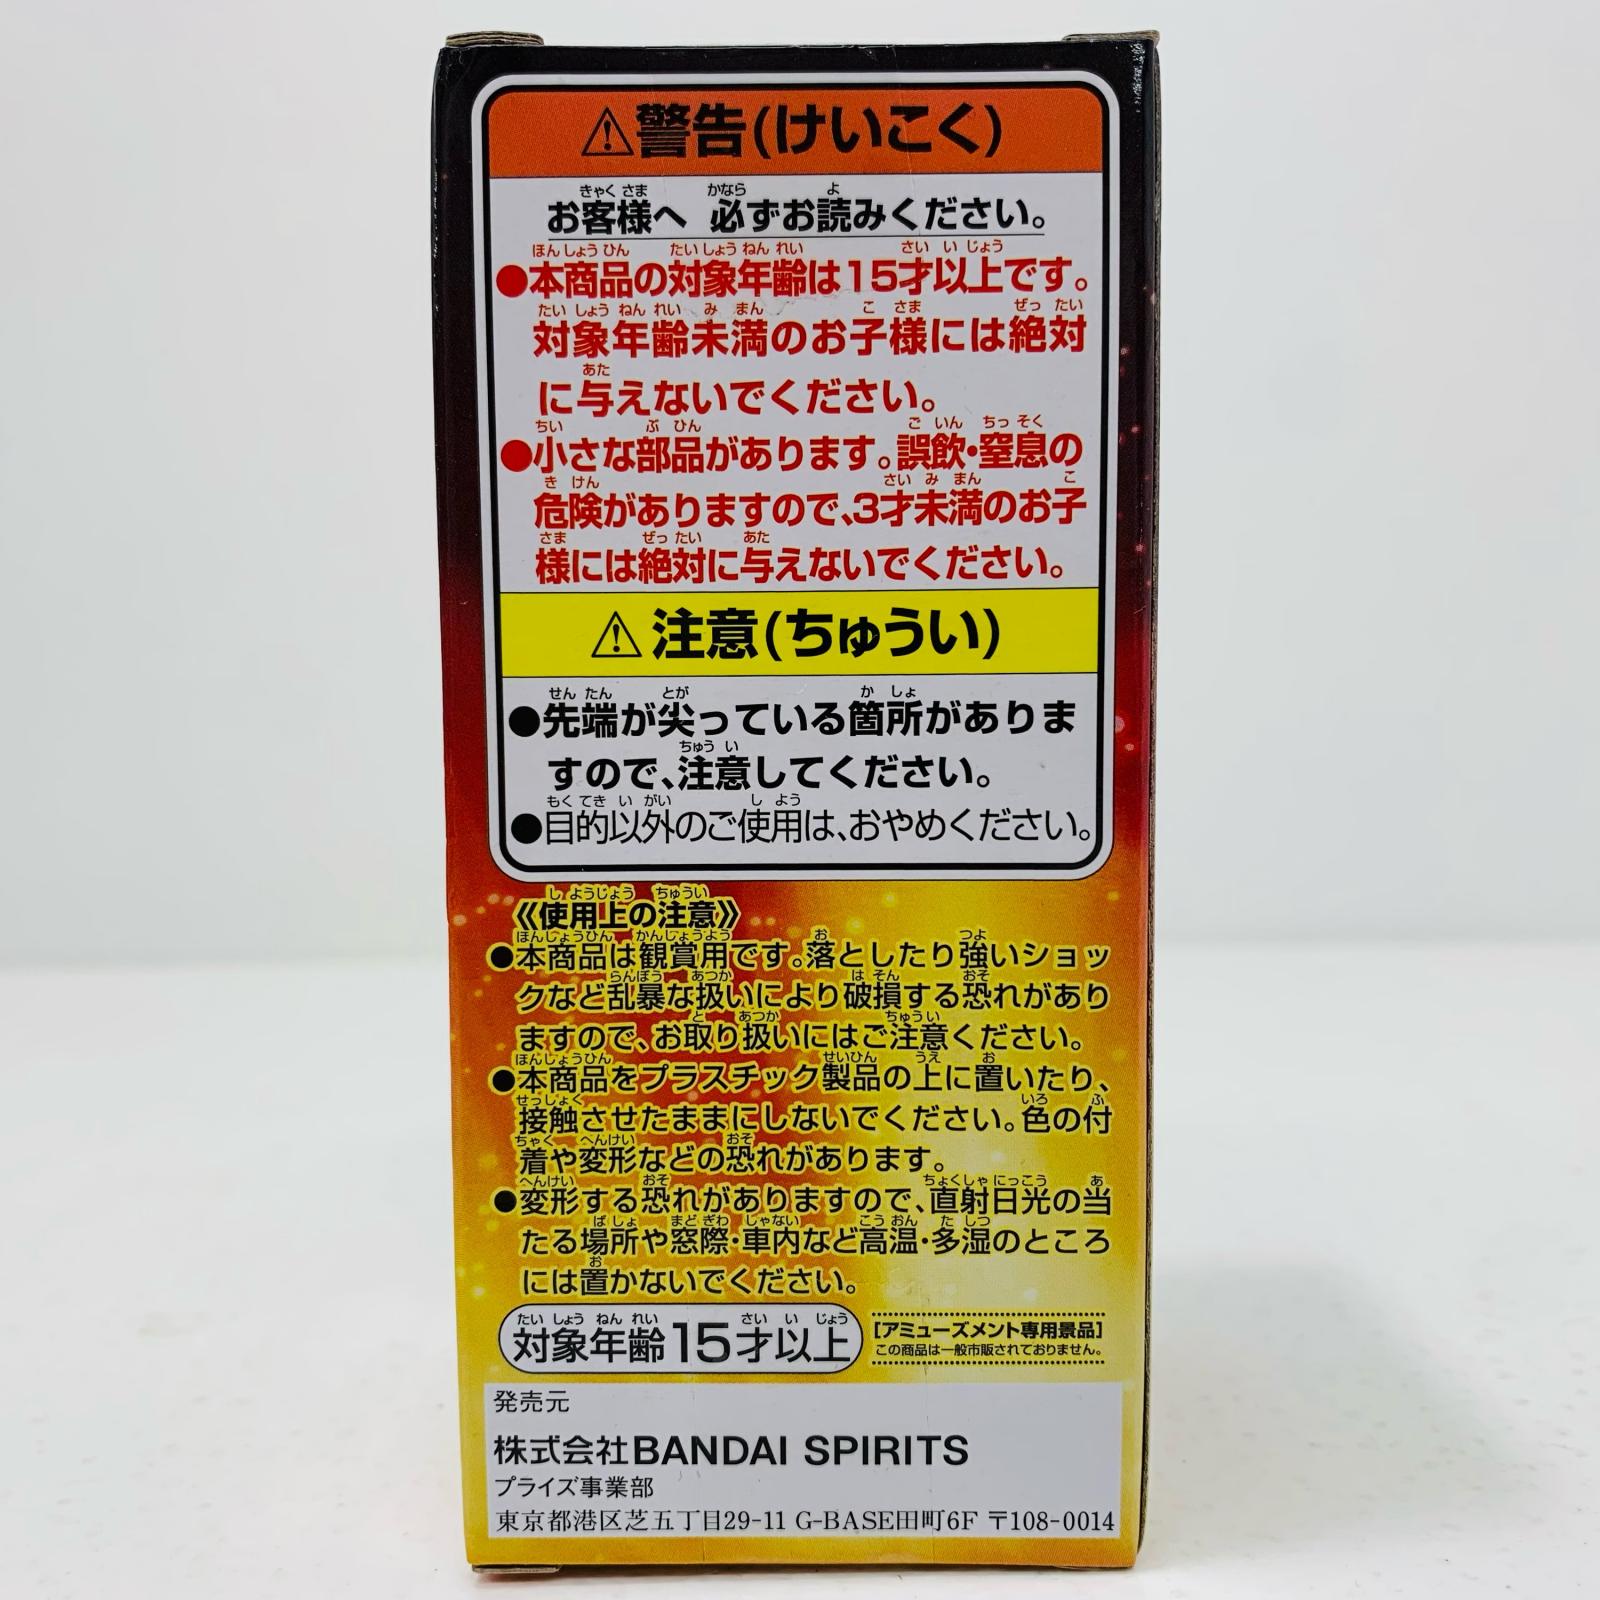 ⚠警告(けいこく)
お客様へ 必ずお読みください。
●本商品の対象年齢は15才以上です。
対象年齢未満のお子様には絶対
に与えないでください。
●小さな部品があります。誤飲・窒息の
危険がありますので、3才未満のお子
様には絶対に与えないでください。
⚠注意(ちゅうい)
●先端が尖っている箇所がありま
すので、注意してください。
●目的以外のご使用は、おやめください。
《使用上の注意》
●本商品は観賞用です。落としたり強いショッ
クなど乱暴な扱いにより破損する恐れがあり
ますので、お取り扱いにはご注意ください。
●本商品をプラスチック製品の上に置いたり、
接触させたままにしないでください。色の付
着や変形などの恐れがあります。
●変形する恐れがありますので、直射日光の当
たる場所や窓際・車内など高温・多湿のところ
には置かないでください。
対象年齢15才以上
[アミューズメント専用景品]
この商品は一般市販されておりません。
発売元
株式会社BANDAI SPIRITS
プライズ事業部
東京都港区芝五丁目29-11 G-BASE田町6F 〒108-0014